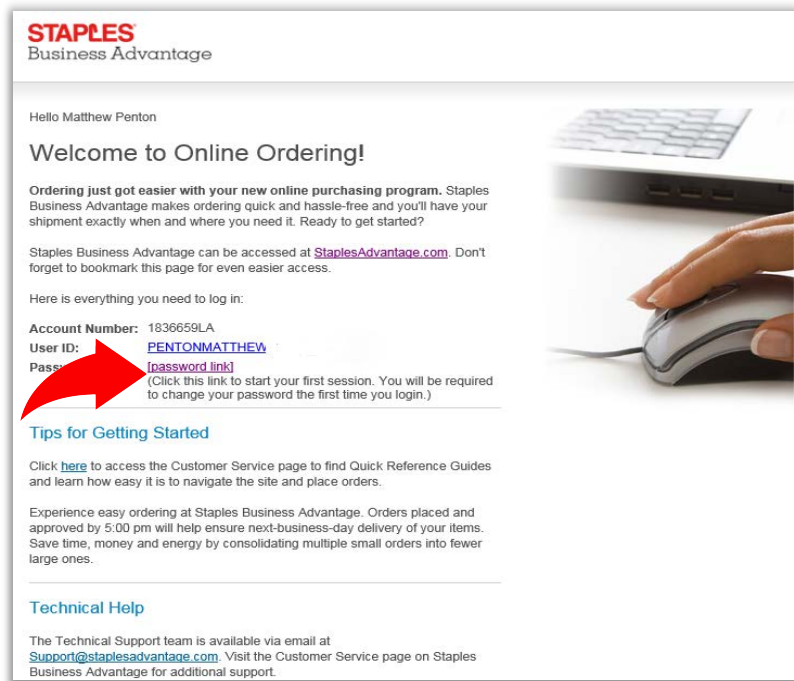 STAPLES
Business Advantage
Hello Matthew Penton
Welcome to Online Ordering!
Ordering just got easier with your new online purchasing program. Staples
Business Advantage makes ordering quick and hassle-free and you'll have your
shipment exactly when and where you need it. Ready to get started?
Staples Business Advantage can be accessed at StaplesAdvantage.com. Don't
forget to bookmark this page for even easier access.
Here is everything you need to log in:
Account Number: 1836659LA
User ID: PENTONMATTHEW
[password link]
(Click this link to start your first session. You will be required
to change your password the first time you login.)
Tips for Getting Started
Click here to access the Customer Service page to find Quick Reference Guides
and learn how easy it is to navigate the site and place orders.
Experience easy ordering at Staples Business Advantage. Orders placed and
approved by 5:00 pm will help ensure next-business-day delivery of your items.
Save time, money and energy by consolidating multiple small orders into fewer
large ones.
Technical Help
The Technical Support team is available via email at
Support@staplesadvantage.com. Visit the Customer Service page on Staples
Business Advantage for additional support.